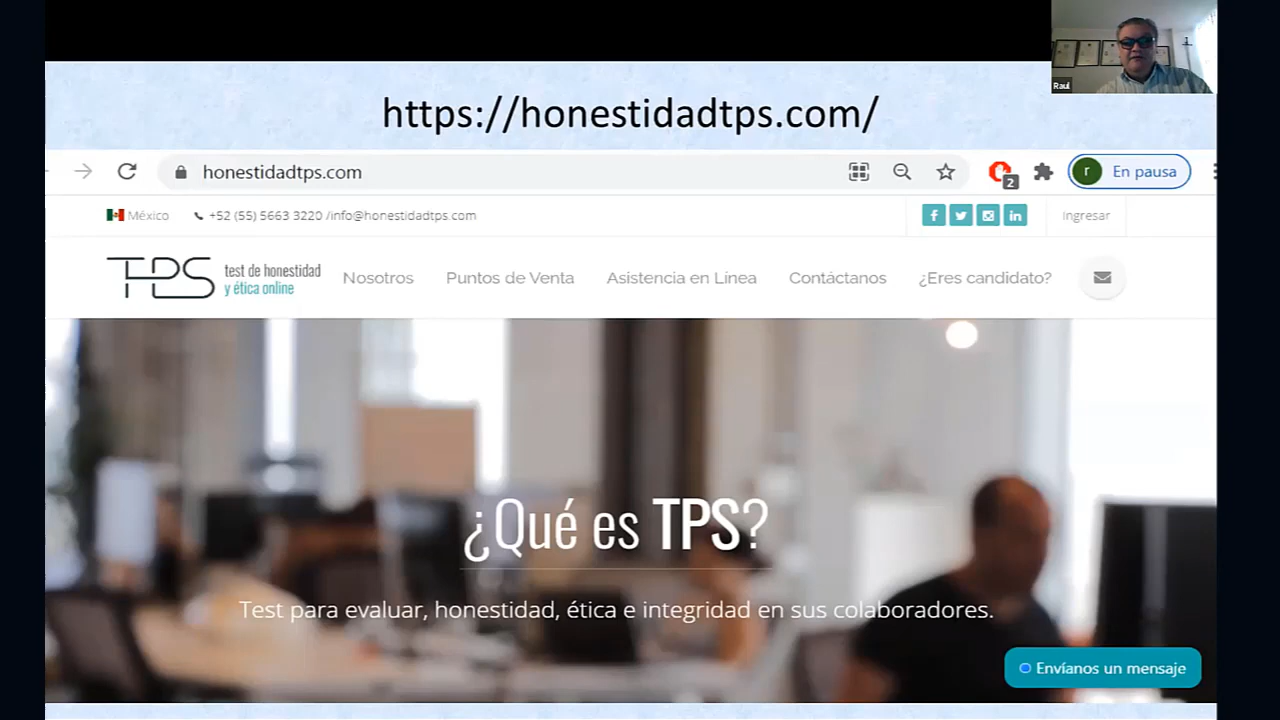 Raul
https://honestidadtps.com/
honestidadtps.com
2
r
En pausa
México
+52 (55) 5663 3220 /info@honestidadtps.com
Ingresar
TPS
test de honestidad
y ética online
Nosotros
Puntos de Venta
Asistencia en Línea
Contáctanos
¿Eres candidato?
¿Qué es TPS?
Test para evaluar, honestidad, ética e integridad en sus colaboradores.
Envíanos un mensaje